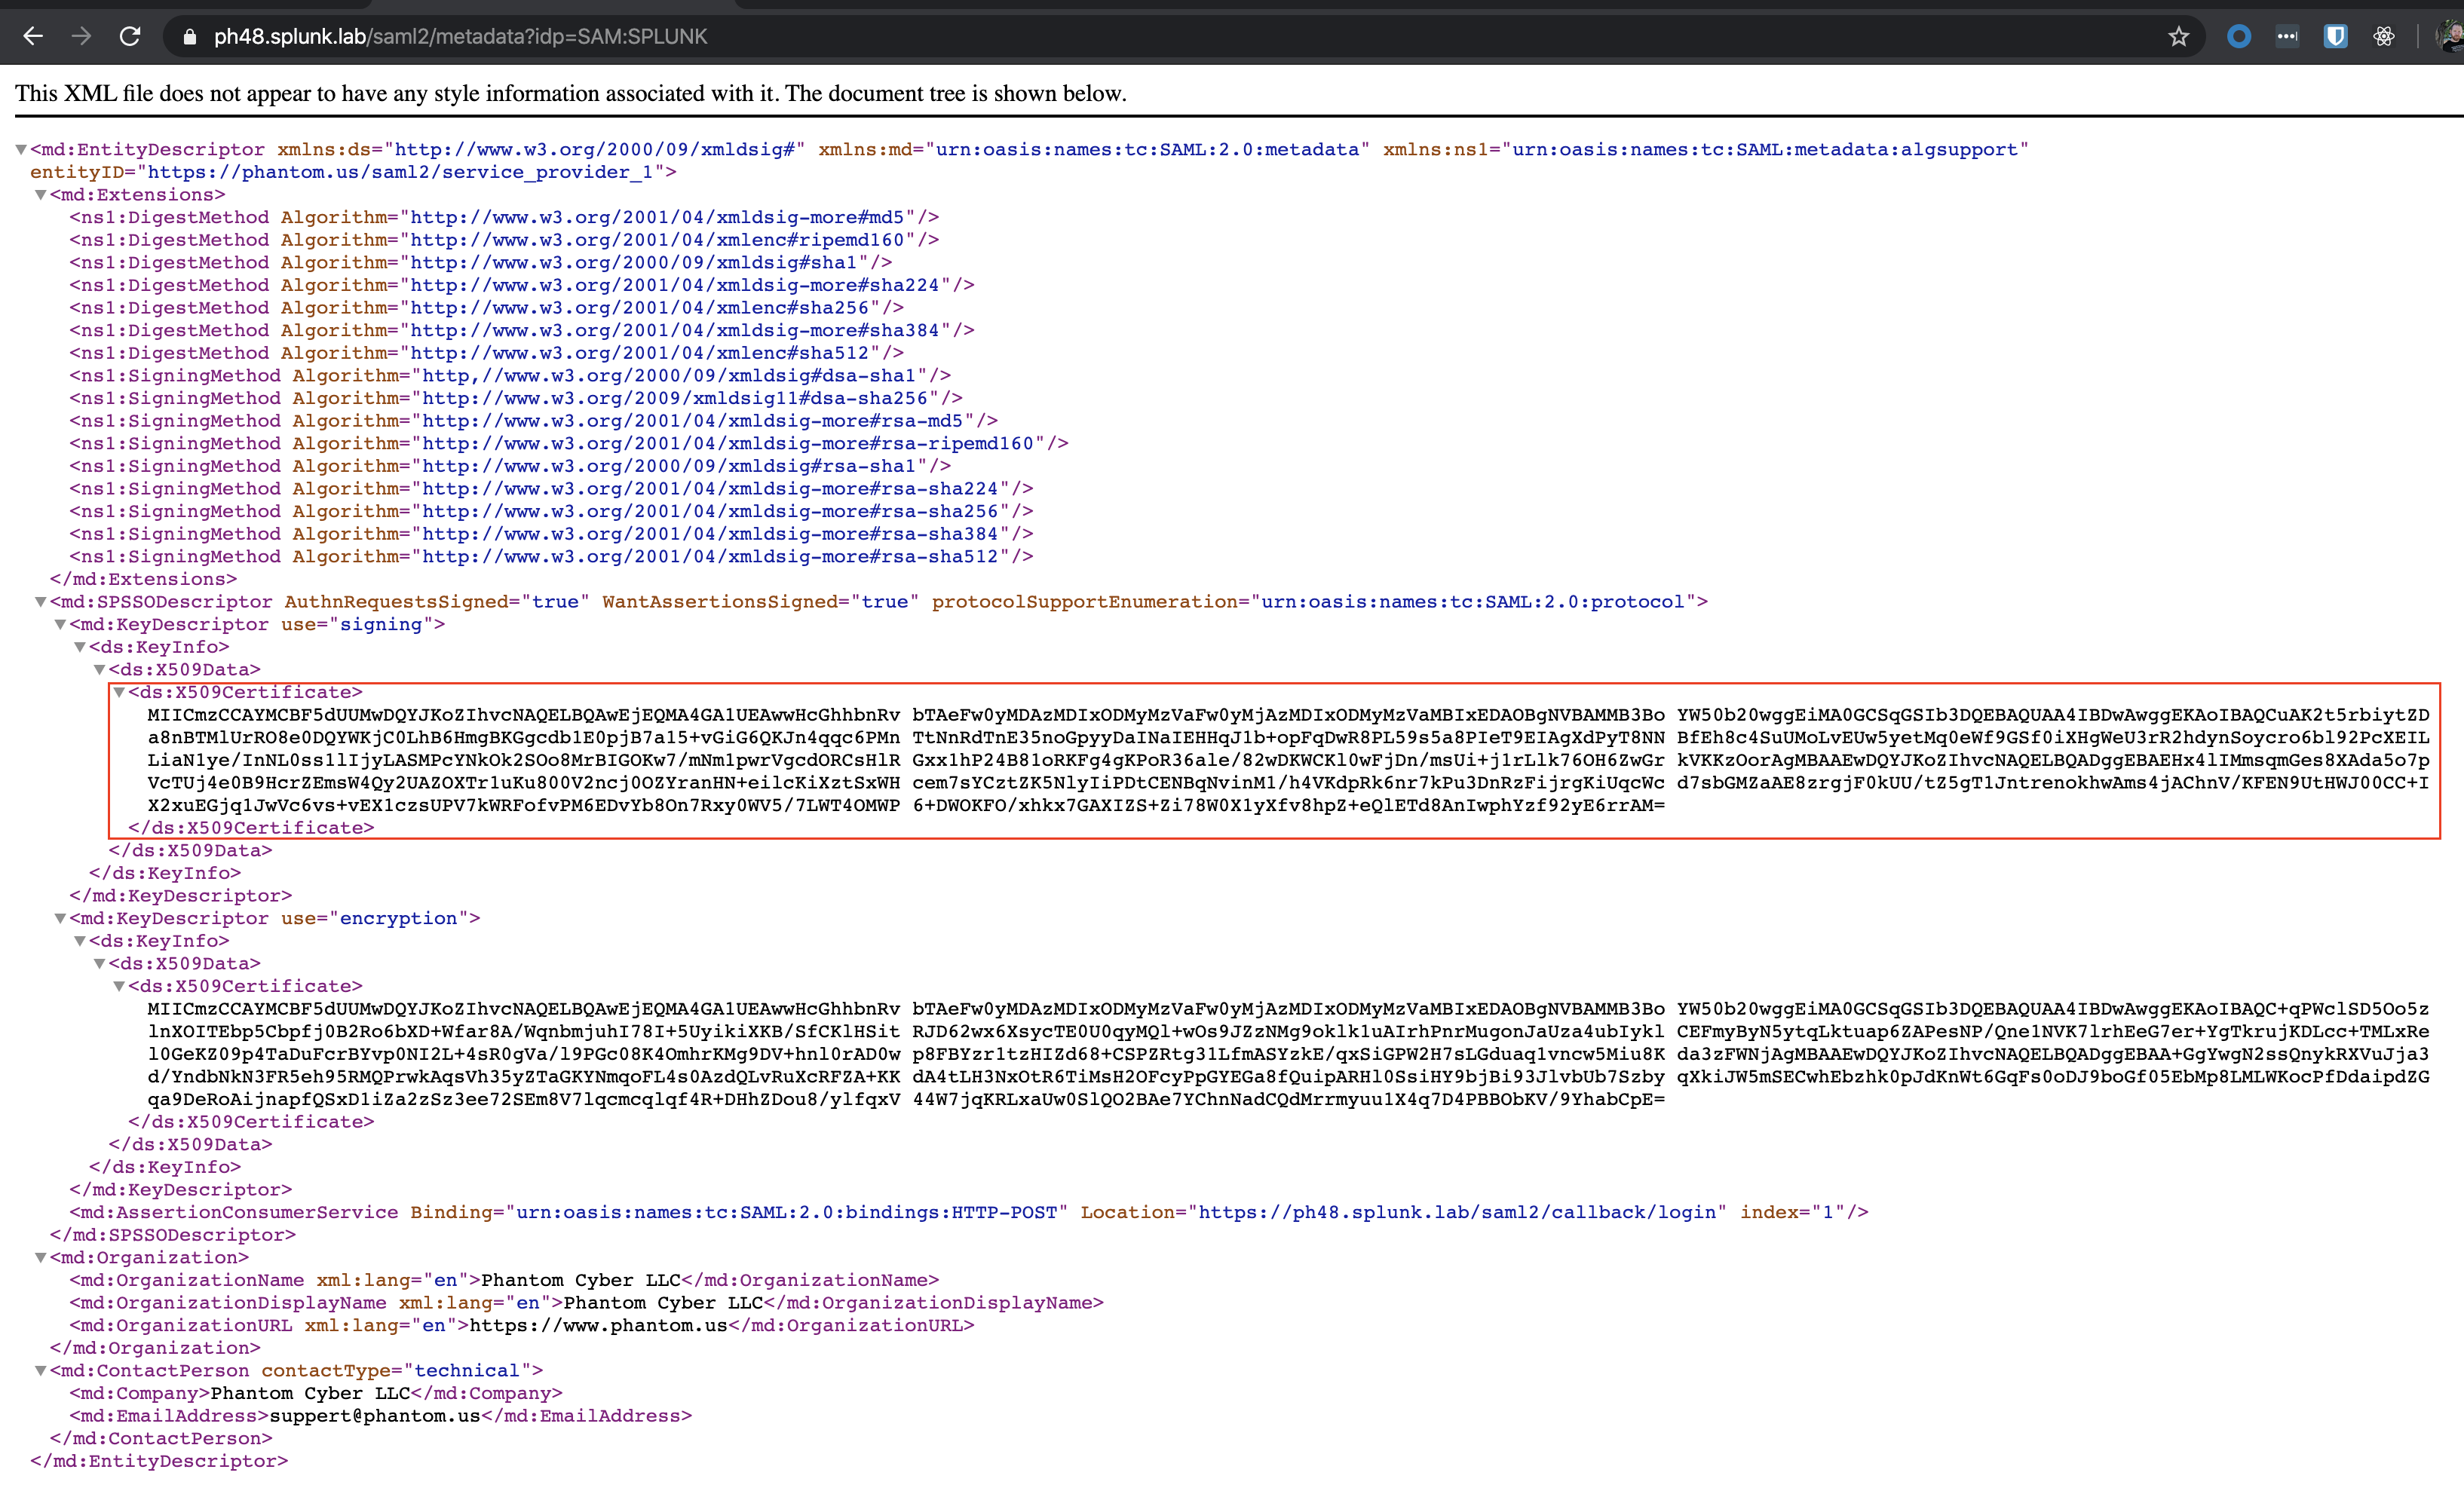 ph48.splunk.lab/saml2/metadata?idp=SAM:SPLUNK
This XML file does not appear to have any style information associated with it. The document tree is shown below.
<md:EntityDescriptor xmlns:ds="http://www.w3.org/2000/09/xmldsig#" xmlns:md="urn:oasis:names:tc:SAML:2.0:metadata" xmlns:ns1="urn:oasis:names:tc:SAML:metadata:algsupport"
entityID="https://phantom.us/saml2/service_provider_1">
<md:Extensions>
<ns1:DigestMethod Algorithm="http://www.w3.org/2001/04/xmldsig-more#md5"/>
<ns1:DigestMethod Algorithm="http://www.w3.org/2001/04/xmlenc#ripemd160"/>
<ns1:DigestMethod Algorithm="http://www.w3.org/2000/09/xmldsig#sha1"/>
<ns1:DigestMethod Algorithm="http://www.w3.org/2001/04/xmldsig-more#sha224"/>
<ns1:DigestMethod Algorithm="http://www.w3.org/2001/04/xmlenc#sha256"/>
<ns1:DigestMethod Algorithm="http://www.w3.org/2001/04/xmldsig-more#sha384"/>
<ns1:DigestMethod Algorithm="http://www.w3.org/2001/04/xmlenc#sha512"/>
<ns1:SigningMethod Algorithm="http,//www.w3.org/2000/09/xmldsig#dsa-sha1"/>
<ns1:SigningMethod Algorithm="http://www.w3.org/2009/xmldsig11#dsa-sha256"/>
<ns1:SigningMethod Algorithm="http://www.w3.org/2001/04/xmldsig-more#rsa-md5"/>
<ns1:SigningMethod Algorithm="http://www.w3.org/2001/04/xmldsig-more#rsa-ripemd160"/>
<ns1:SigningMethod Algorithm="http://www.w3.org/2000/09/xmldsig#rsa-sha1"/>
<ns1:SigningMethod Algorithm="http://www.w3.org/2001/04/xmldsig-more#rsa-sha224"/>
<ns1:SigningMethod Algorithm="http://www.w3.org/2001/04/xmldsig-more#rsa-sha256"/>
<ns1:SigningMethod Algorithm="http://www.w3.org/2001/04/xmldsig-more#rsa-sha384"/>
<ns1:SigningMethod Algorithm="http://www.w3.org/2001/04/xmldsig-more#rsa-sha512"/>
</md:Extensions>
<md:SPSSODescriptor AuthnRequestsSigned="true" WantAssertionsSigned="true" protocolSupportEnumeration="urn:oasis:names:tc:SAML:2.0:protocol">
<md:KeyDescriptor use="signing">
<ds:KeyInfo>
<ds:X509Data>
<ds:X509Certificate>
MIICmzCCAYMCBF5dUUMwDQYJKoZIhvcNAQELBQAwEjEQMA4GA1UEAwwHcGhhbnRv bTAeFw0yMDAzMDIxODMyMzVaFw0yMjAzMDIxODMyMzVaMBIxEDAOBgNVBAMMB3Bo YW50b20wggEiMA0GCSqGSIb3DQEBAQUAA4IBDwAwggEKAoIBAQCuAK2t5rbiytZD
a8nBTMlUrRO8e0DQYWKjC0LhB6HmgBKGgcdb1E0pjB7a15+vGiG6QKJn4qqc6PMn TtNnRdTnE35noGpyyDaINaIEHHqJ1b+opFqDwR8PL59s5a8PIeT9EIAgXdPyT8NN BfEh8c4SuUMoLvEUw5yetMq0eWf9GSf0iXHgWeU3rR2hdynSoycro6bl92PcXEIL
LiaN1ye/InNL0ss1lIjyLASMPcYNkOk2SOo8MrBIGOKw7/mNm1pwrVgcdORCsHlR Gxx1hP24B81oRKFg4gKPoR36ale/82wDKWCKl0wFjDn/msUi+j1rLlk76OH6ZwGr kVKKzOorAgMBAAEwDQYJKoZIhvcNAQELBQADggEBAEHx4lIMmsqmGes8XAda5o7p
VcTUj4e0B9HcrZEmsW4Qy2UAZOXTr1uKu800V2ncj0OZYranHN+eilcKiXztSxWH cem7sYCztZK5NlyIiPDtCENBqNvinM1/h4VKdpRk6nr7kPu3DnRzFijrgKiUqcWc d7sbGMZaAE8zrgjF0kUU/tZ5gT1JntrenokhwAms4jAChnV/KFEN9UtHWJ00CC+I
X2xuEGjq1JwVc6vs+vEX1czsUPV7kWRFofvPM6EDvYb8On7Rxy0WV5/7LWT4OMWP 6+DWOKFO/xhkx7GAXIZS+Zi78W0XlyXfv8hpZ+eQlETd8AnIwphYzf92yE6rrAM=
</ds:X509Certificate>
</ds:X509Data>
</ds:KeyInfo>
</md:KeyDescriptor>
<md:KeyDescriptor use="encryption">
<ds:KeyInfo>
<ds:X509Data>
<ds:X509Certificate>
MIICmzCCAYMCBF5dUUMwDQYJKoZIhvcNAQELBQAwEjEQMA4GA1UEAwwHcGhhbnRv bTAeFw0yMDAzMDIxODMyMzVaFw0yMjAzMDIxODMyMzVaMBIxEDAOBgNVBAMMB3Bo YW50b20wggEiMA0GCSqGSIb3DQEBAQUAA4IBDwAwggEKAoIBAQC+qPWclSD5Oo5z
lnXOITEbp5Cbpfj0B2Ro6bXD+Wfar8A/WqnbmjuhI78I+5UyikiXKB/SfCKlHSit RJD62wx6XsycTE0U0qyMQl+wOs9JZzNMg9oklk1uAIrhPnrMugonJaUza4ubIykl CEFmyByN5ytqLktuap6ZAPesNP/Qne1NVK7lrhEeG7er+YgTkrujKDLcc+TMLxRe
l0GeKZ09p4TaDuFcrBYvp0NI2L+4sR0gVa/l9PGc08K4OmhrKMg9DV+hnl0rAD0w p8FBYzr1tzHIZd68+CSPZRtg31LfmASYzkE/qxSiGPW2H7sLGduaq1vncw5Miu8K da3zFWNjAgMBAAEwDQYJKoZIhvcNAQELBQADggEBAA+GgYwgN2ssQnykRXVuJja3
d/YndbNkN3FR5eh95RMQPrwkAqsVh35yZTaGKYNmqoFL4s0AzdQLvRuXcRFZA+KK dA4tLH3NxOtR6TiMsH2OFcyPpGYEGa8fQuipARHl0SsiHY9bjBi93JlvbUb7Szby qXkiJW5mSECwhEbzhk0pJdKnWt6GqFs0oDJ9boGf05EbMp8LMLWKocPfDdaipdZG
qa9DeRoAijnapfQSxD1iZa2zSz3ee72SEm8V7lqcmcqlqf4R+DHhZDou8/ylfqxV 44W7jqKRLxaUw0SlQO2BAe7YChnNadCQdMrrmyuu1X4q7D4PBBObKV/9YhabCpE=
</ds:X509Certificate>
</ds:X509Data>
</ds:KeyInfo>
</md:KeyDescriptor>
<md:AssertionConsumerService Binding="urn:oasis:names:tc:SAML:2.0:bindings:HTTP-POST" Location="https://ph48.splunk.lab/saml2/callback/login" index="1"/>
</md:SPSSODescriptor>
<md:Organization>
<md:OrganizationName xml:lang="en">Phantom Cyber LLC</md:OrganizationName>
<md:OrganizationDisplayName xml:lang="en">Phantom Cyber LLC</md:OrganizationDisplayName>
<md:OrganizationURL xml:lang="en">https://www.phantom.us</md:OrganizationURL>
</md:Organization>
<md:ContactPerson contactType="technical">
<md:Company>Phantom Cyber LLC</md:Company>
<md:EmailAddress>suppert@phantom.us</md:EmailAddress>
</md:ContactPerson>
</md:EntityDescriptor>